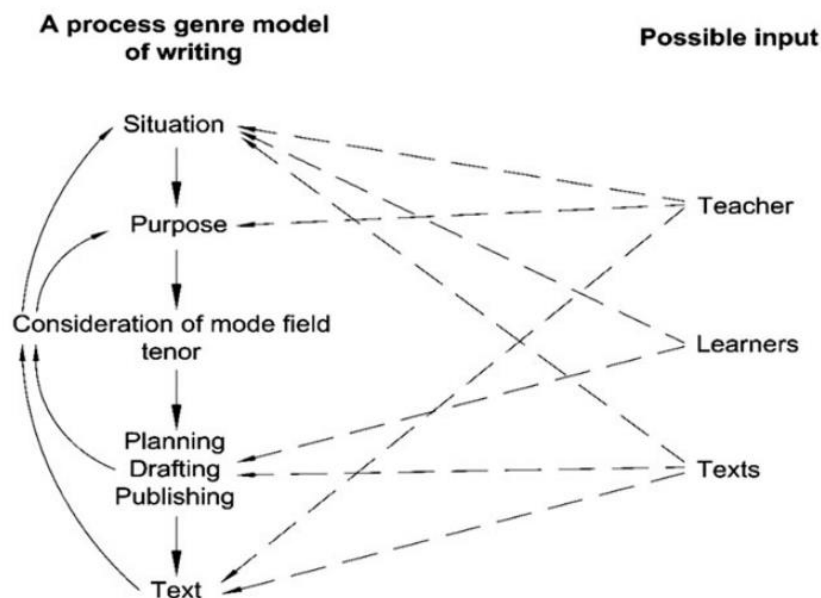 A process genre model
of writing
Possible input
Situation
Teacher
Purpose
Consideration of mode field
tenor
Learners
Planning
Drafting
Publishing
Texts
Text